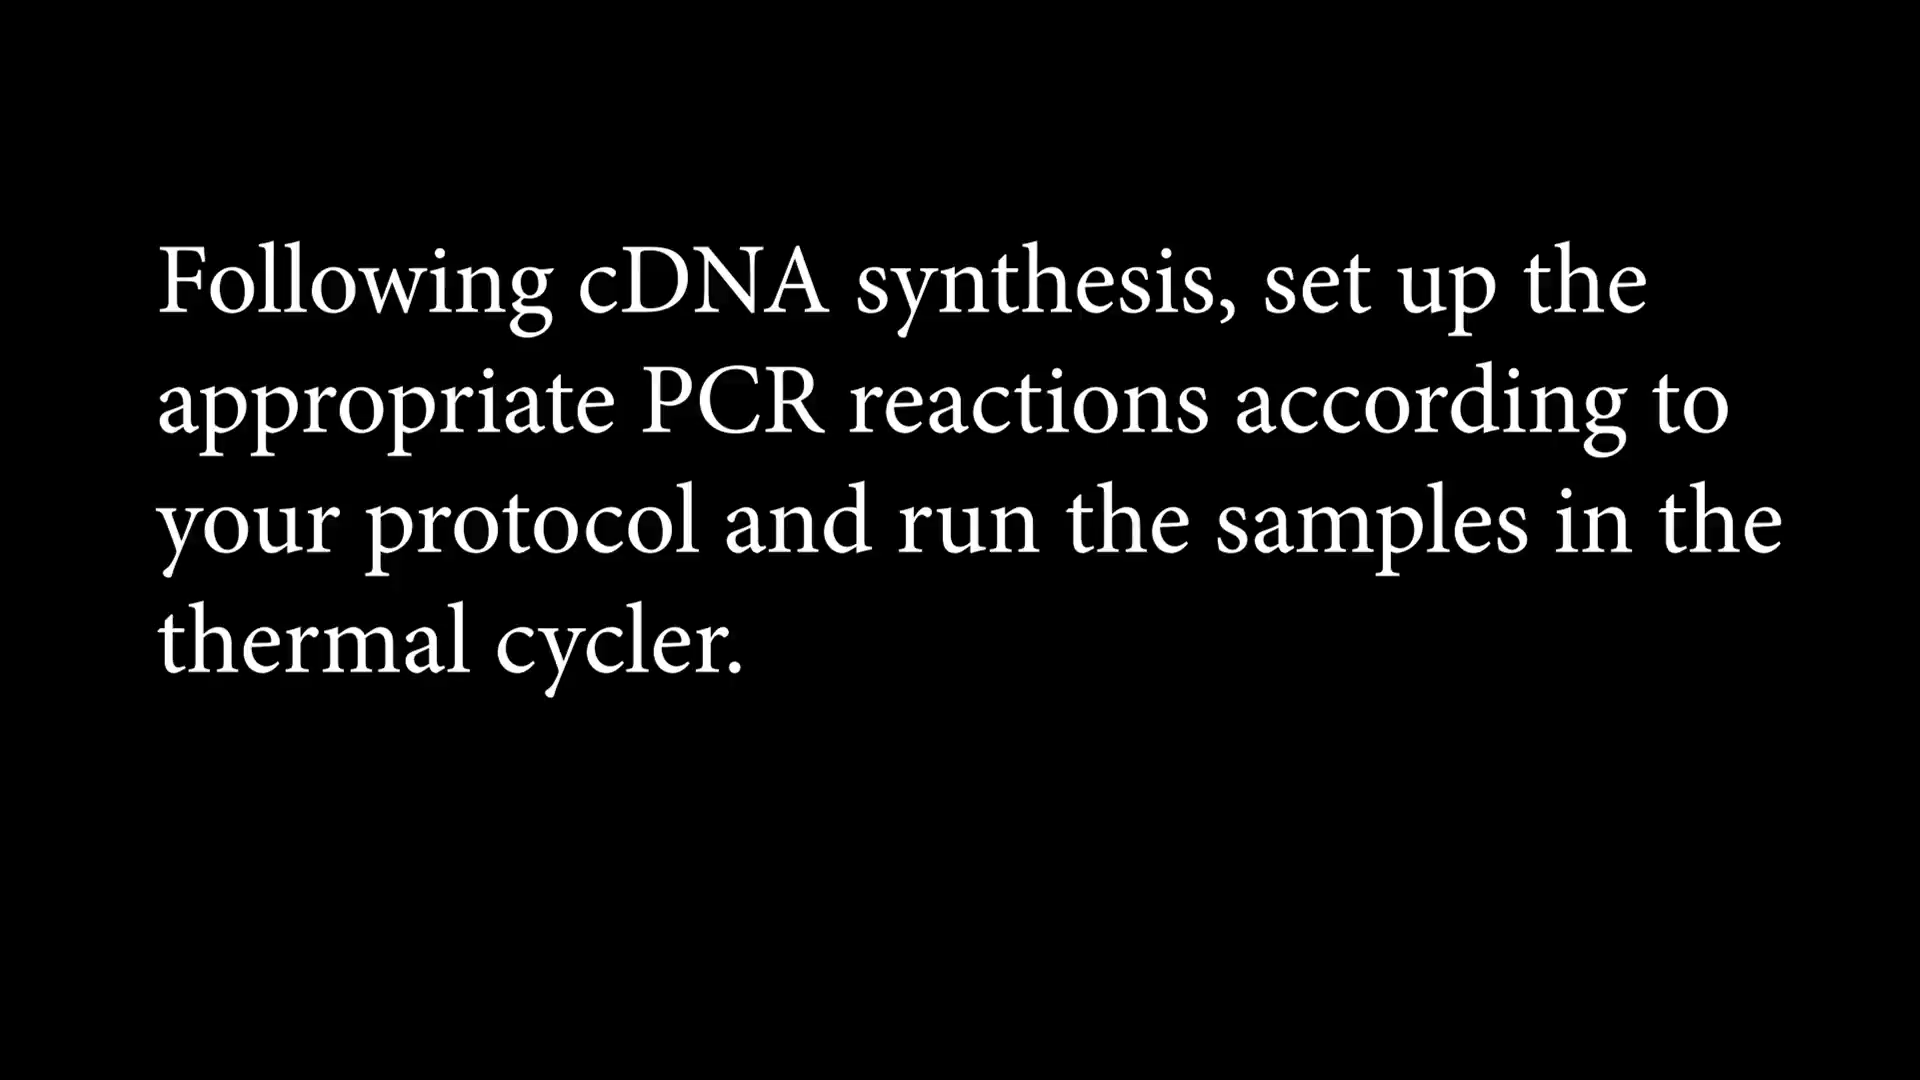 Following cDNA synthesis, set up the
appropriate PCR reactions according to
your protocol and run the samples in the
thermal cycler.